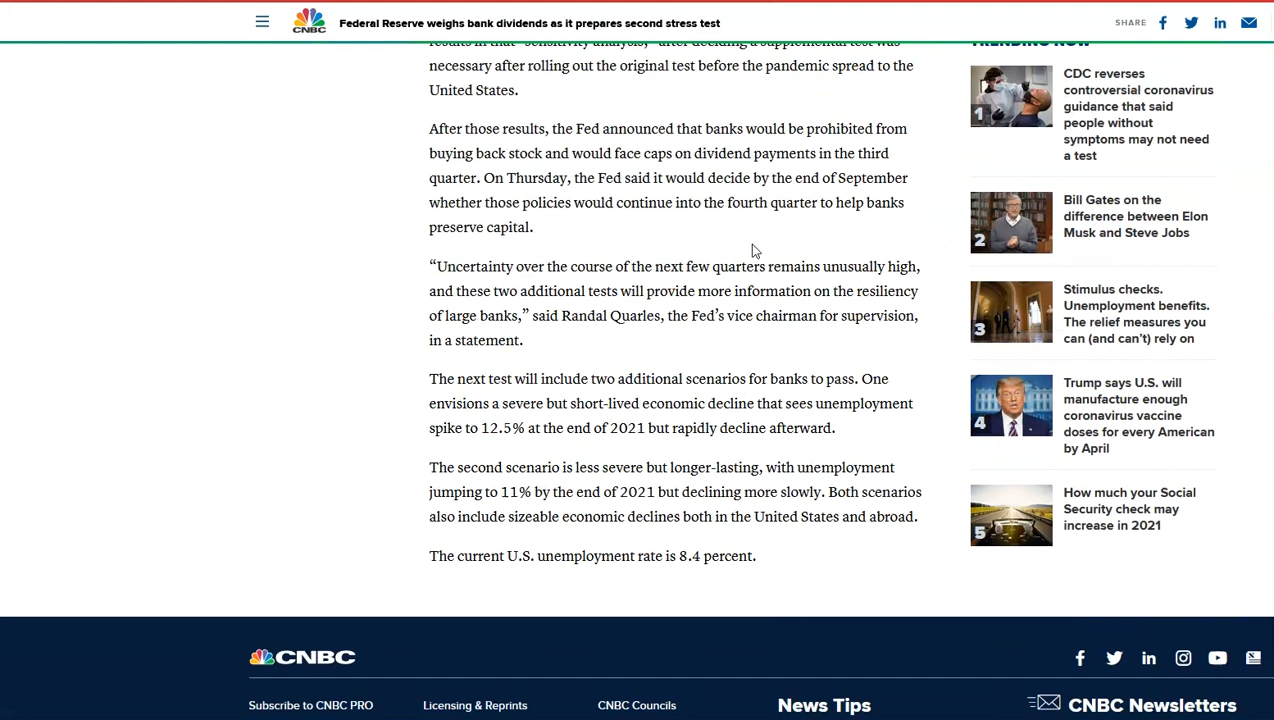 CNBC
Federal Reserve weighs bank dividends as it prepares second stress test
SHARE
results in that “sensitivity analysis,” after deciding a supplemental test was
necessary after rolling out the original test before the pandemic spread to the
United States.
After those results, the Fed announced that banks would be prohibited from
buying back stock and would face caps on dividend payments in the third
quarter. On Thursday, the Fed said it would decide by the end of September
whether those policies would continue into the fourth quarter to help banks
preserve capital.
“Uncertainty over the course of the next few quarters remains unusually high,
and these two additional tests will provide more information on the resiliency
of large banks,” said Randal Quarles, the Fed’s vice chairman for supervision,
in a statement.
The next test will include two additional scenarios for banks to pass. One
envisions a severe but short-lived economic decline that sees unemployment
spike to 12.5% at the end of 2021 but rapidly decline afterward.
The second scenario is less severe but longer-lasting, with unemployment
jumping to 11% by the end of 2021 but declining more slowly. Both scenarios
also include sizeable economic declines both in the United States and abroad.
The current U.S. unemployment rate is 8.4 percent.
TRENDING NOW
1
CDC reverses
controversial coronavirus
guidance that said
people without
symptoms may not need
a test
2
Bill Gates on the
difference between Elon
Musk and Steve Jobs
3
Stimulus checks.
Unemployment benefits.
The relief measures you
can (and can’t) rely on
4
Trump says U.S. will
manufacture enough
coronavirus vaccine
doses for every American
by April
5
How much your Social
Security check may
increase in 2021
CNBC
Subscribe to CNBC PRO
Licensing & Reprints
CNBC Councils
News Tips
CNBC Newsletters